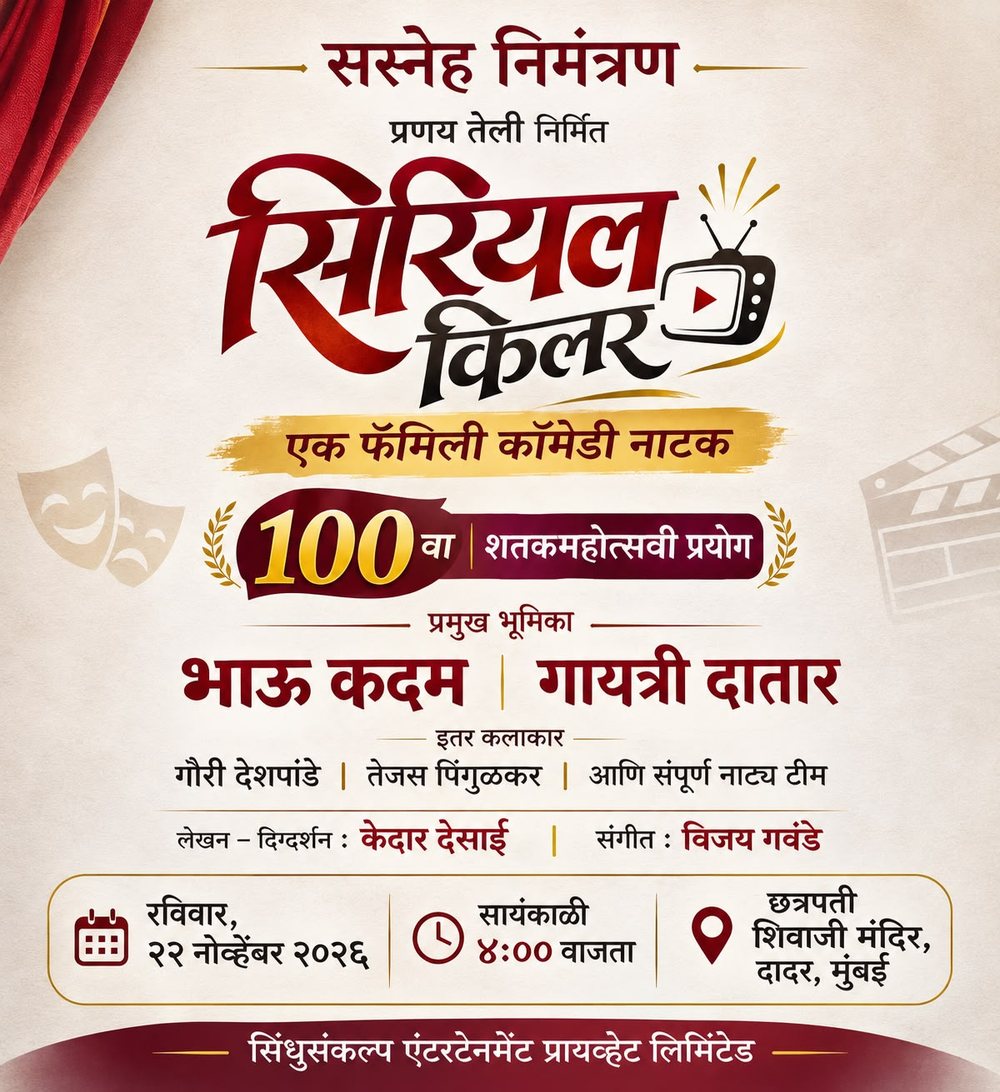 सस्नेह निमंत्रण
प्रणय तेली निर्मित
सिरियल
किलर
एक फॅमिली कॉमेडी नाटक
100 वा | शतकमहोत्सवी प्रयोग
प्रमुख भूमिका
भाऊ कदम | गायत्री दातार
इतर कलाकार
गौरी देशपांडे | तेजस पिंगुळकर | आणि संपूर्ण नाट्य टीम
लेखन – दिग्दर्शन : केदार देसाई | संगीत : विजय गवंडे
रविवार,
२२ नोव्हेंबर २०२६
सायंकाळी
४:०० वाजता
छत्रपती
शिवाजी मंदिर,
दादर, मुंबई
सिंधुसंकल्प एंटरटेनमेंट प्रायव्हेट लिमिटेड